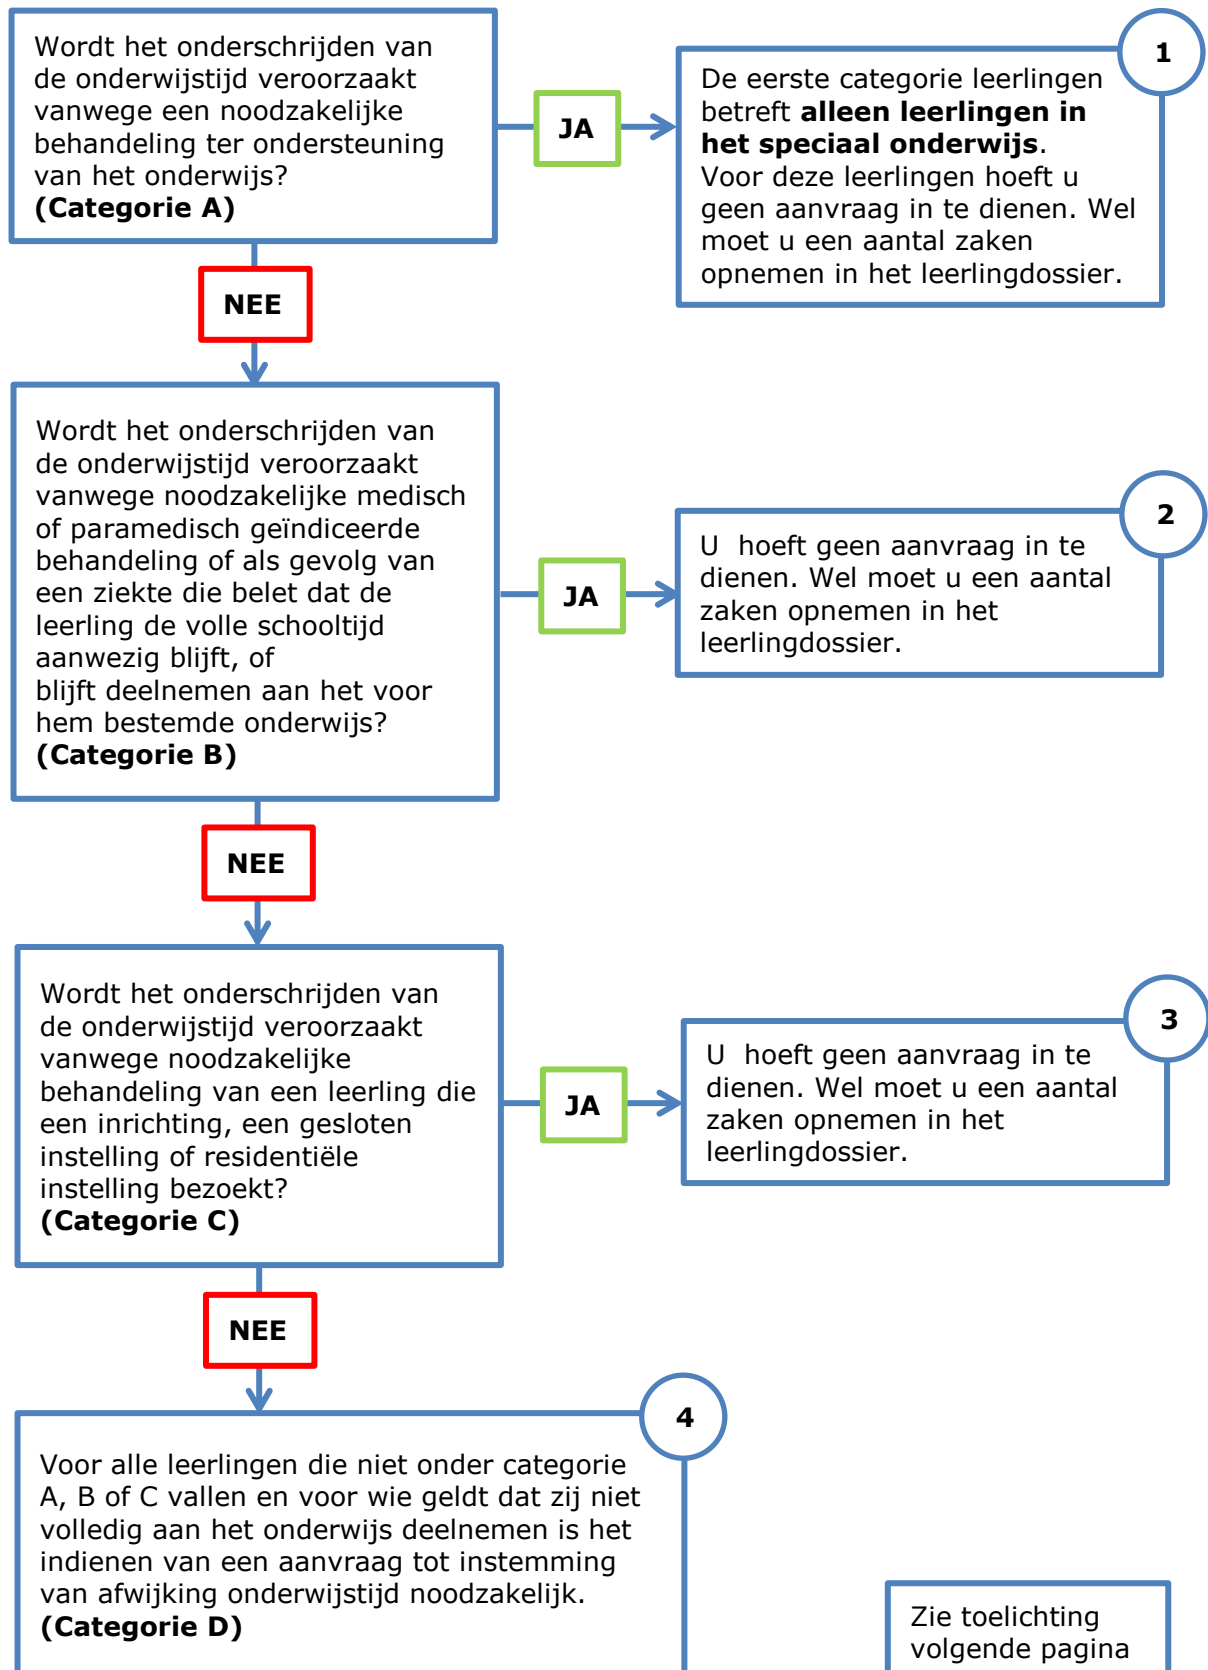 Wordt het onderschrijden van
de onderwijstijd veroorzaakt
vanwege een noodzakelijke
behandeling ter ondersteuning
van het onderwijs?
(Categorie A)
JA
1
De eerste categorie leerlingen
betreft alleen leerlingen in
het speciaal onderwijs.
Voor deze leerlingen hoeft u
geen aanvraag in te dienen. Wel
moet u een aantal zaken
opnemen in het leerlingdossier.
NEE
Wordt het onderschrijden van
de onderwijstijd veroorzaakt
vanwege noodzakelijke medisch
of paramedisch geïndiceerde
behandeling of als gevolg van
een ziekte die belet dat de
leerling de volle schooltijd
aanwezig blijft, of
blijft deelnemen aan het voor
hem bestemde onderwijs?
(Categorie B)
JA
2
U hoeft geen aanvraag in te
dienen. Wel moet u een aantal
zaken opnemen in het
leerlingdossier.
NEE
Wordt het onderschrijden van
de onderwijstijd veroorzaakt
vanwege noodzakelijke
behandeling van een leerling die
een inrichting, een gesloten
instelling of residentiële
instelling bezoekt?
(Categorie C)
JA
3
U hoeft geen aanvraag in te
dienen. Wel moet u een aantal
zaken opnemen in het
leerlingdossier.
NEE
4
Voor alle leerlingen die niet onder categorie
A, B of C vallen en voor wie geldt dat zij niet
volledig aan het onderwijs deelnemen is het
indienen van een aanvraag tot instemming
van afwijking onderwijstijd noodzakelijk.
(Categorie D)
Zie toelichting
volgende pagina